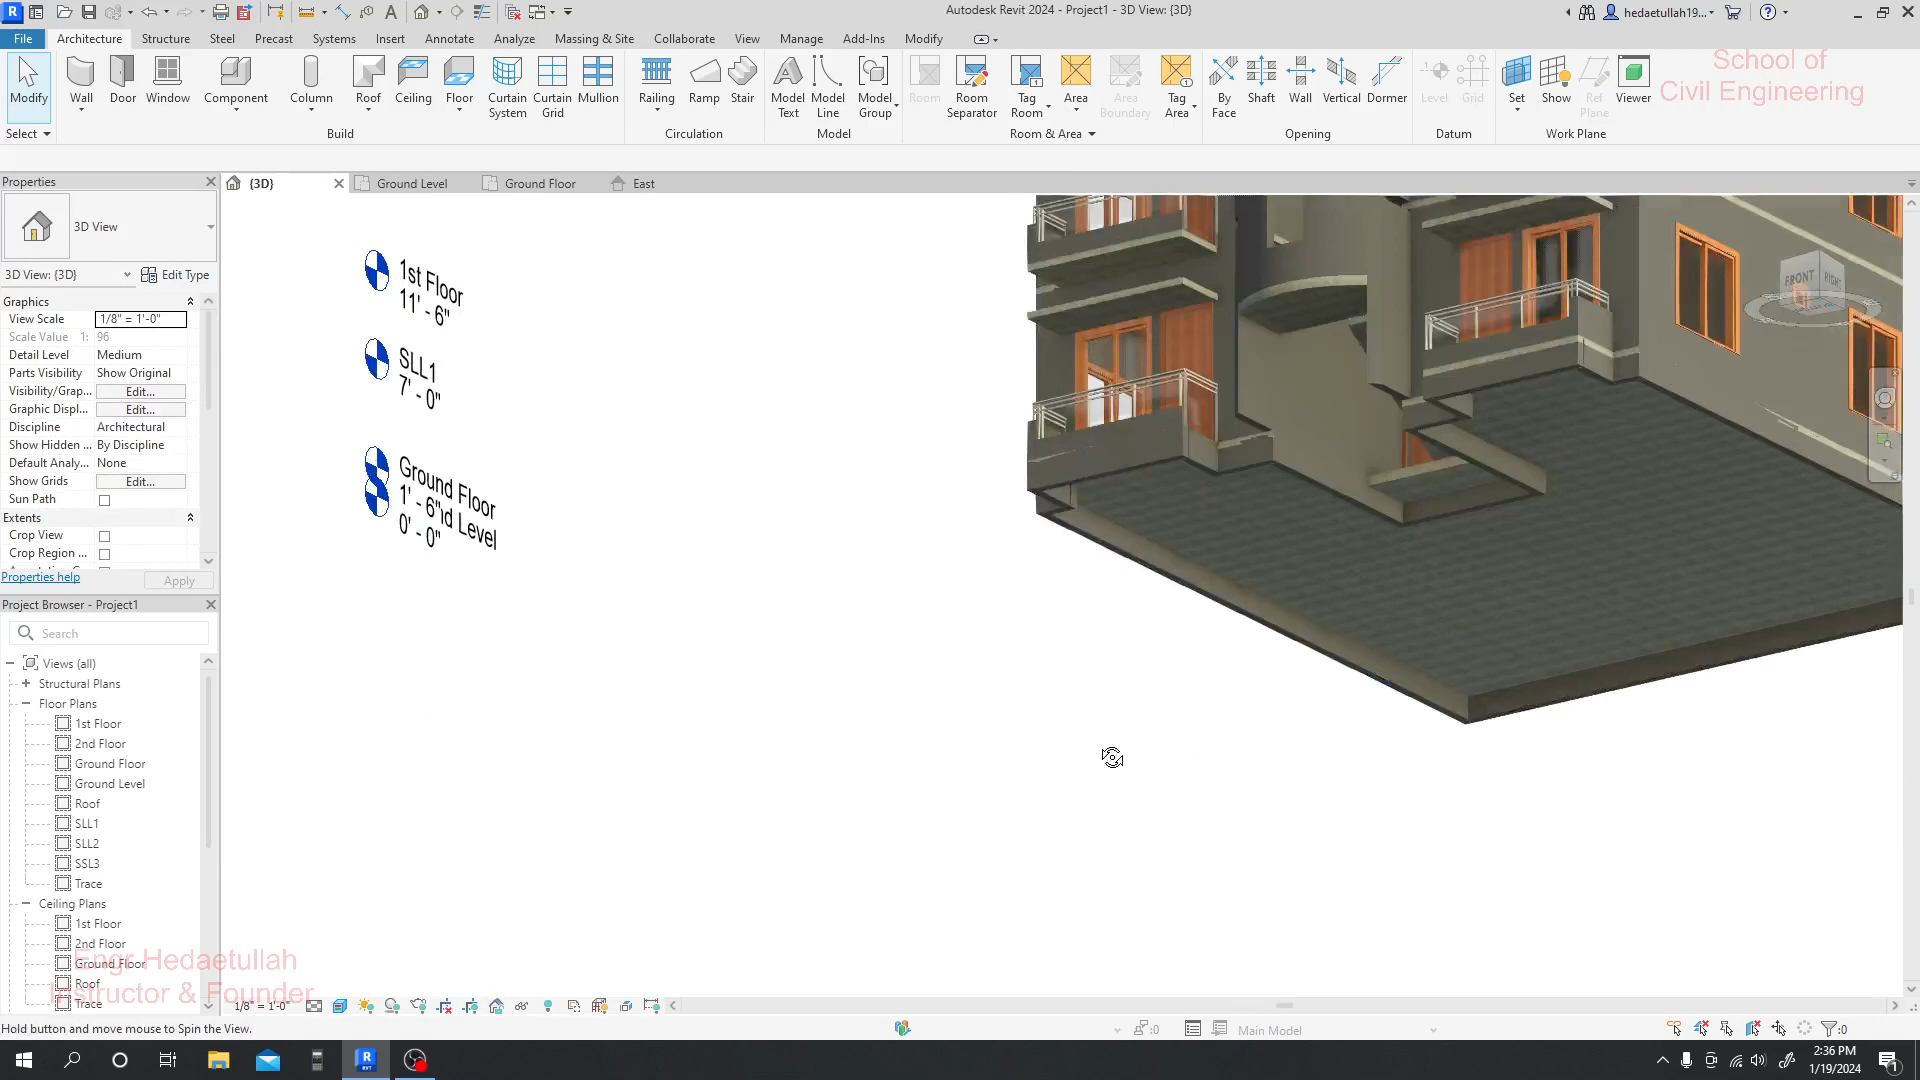 Autodesk Revit 2024 - Project1 - 3D View: {3D}
hedaetullah19...
File Architecture Structure Steel Precast Systems Insert Annotate Analyze Massing & Site Collaborate View Manage Add-Ins Modify
Modify Wall Door Window Component Column Roof Ceiling Floor Curtain System Curtain Grid Mullion Railing Ramp Stair Model Text Model Line Model Group Room Room Separator Tag Room Area Area Boundary Tag Area By Face Shaft Wall Vertical Dormer Level Grid Set Show Ref Plane Viewer
School of
Civil Engineering
Select Build Circulation Model Room & Area Opening Datum Work Plane
Properties
{3D} Ground Level Ground Floor East
3D View
3D View: {3D} Edit Type
Graphics
View Scale 1/8" = 1'-0"
Scale Value 1: 96
Detail Level Medium
Parts Visibility Show Original
Visibility/Grap... Edit...
Graphic Displ... Edit...
Discipline Architectural
Show Hidden ... By Discipline
Default Analy... None
Show Grids Edit...
Sun Path
Extents
Crop View
Crop Region ...
Properties help Apply
1st Floor
11' - 6"
SLL1
7' - 0"
Ground Floor
1' - 6"
nd Level
0' - 0"
FRONT RIGHT
Project Browser - Project1
Search
Views (all)
Structural Plans
Floor Plans
1st Floor
2nd Floor
Ground Floor
Ground Level
Roof
SLL1
SLL2
SSL3
Trace
Ceiling Plans
1st Floor
2nd Floor
Ground Floor
Roof
Trace
Engr.Hedaetullah
Instructor & Founder
1/8" = 1'-0"
Hold button and move mouse to Spin the View.
:0 Main Model :0
2:36 PM
1/19/2024